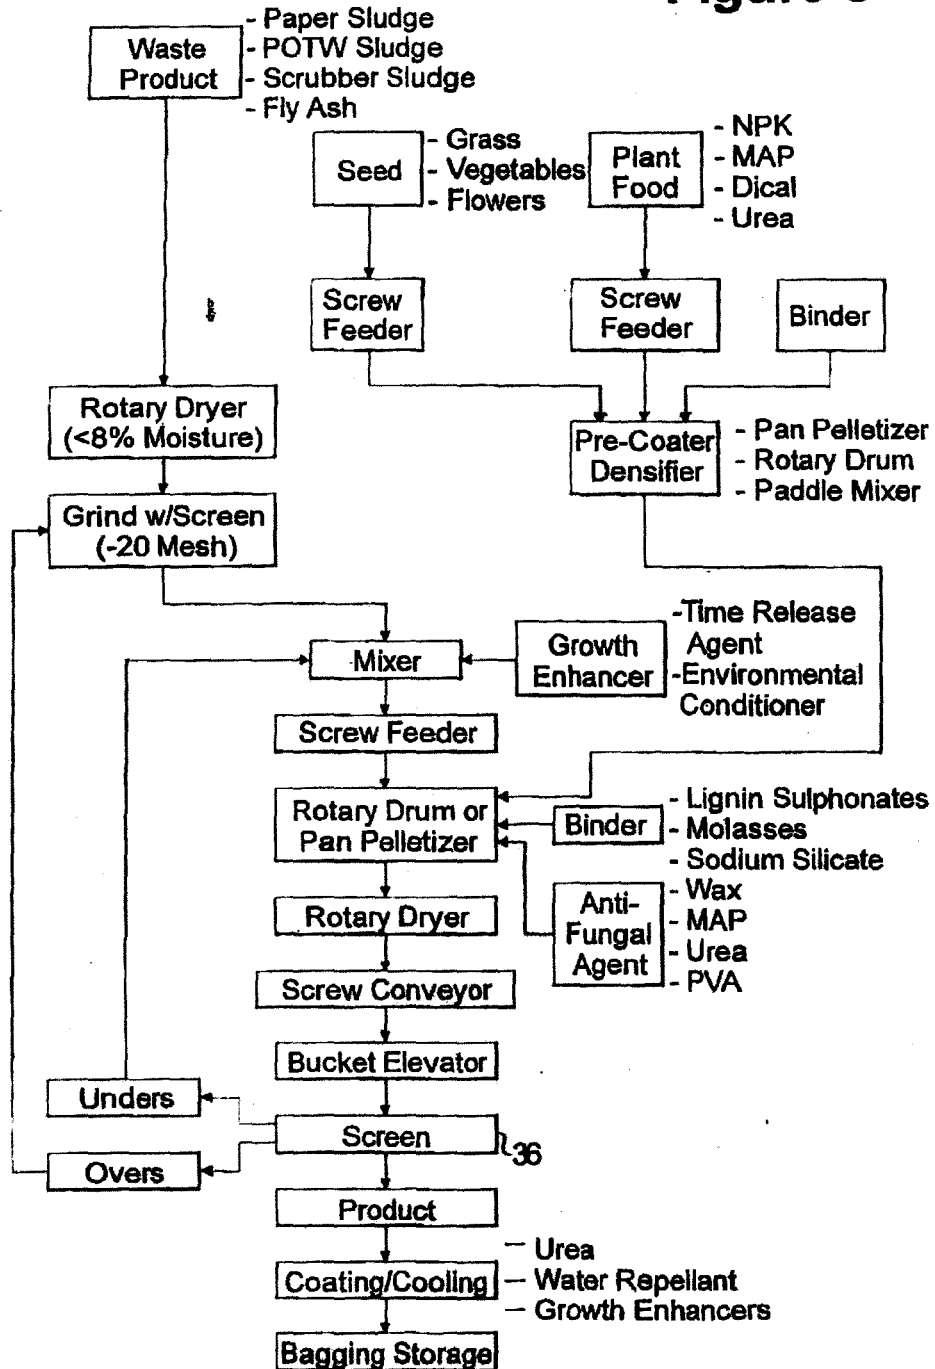 Waste
Product
- Paper Sludge
- POTW Sludge
- Scrubber Sludge
- Fly Ash
Seed
- Grass
- Vegetables
- Flowers
Plant
Food
- NPK
- MAP
- Dical
- Urea
Screw
Feeder
Screw
Feeder
Binder
Rotary Dryer
(<8% Moisture)
Pre-Coater
Densifier
- Pan Pelletizer
- Rotary Drum
- Paddle Mixer
Grind w/Screen
(-20 Mesh)
Mixer
Growth
Enhancer
-Time Release
Agent
-Environmental
Conditioner
Screw Feeder
Rotary Drum or
Pan Pelletizer
Binder
- Lignin Sulphonates
- Molasses
- Sodium Silicate
Anti-
Fungal
Agent
- Wax
- MAP
- Urea
- PVA
Rotary Dryer
Screw Conveyor
Bucket Elevator
Unders
Screen
36
Overs
Product
Coating/Cooling
- Urea
- Water Repellant
- Growth Enhancers
Bagging Storage